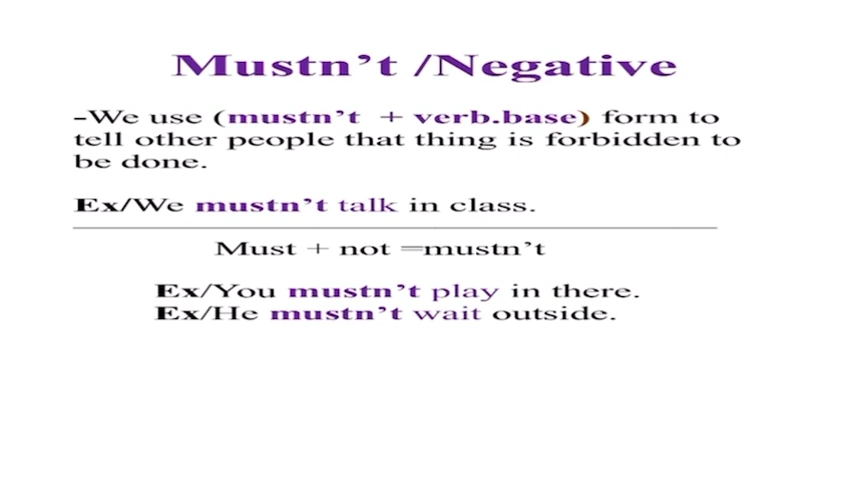 Mustn't /Negative
-We use (mustn't + verb.base) form to
tell other people that thing is forbidden to
be done.
Ex/We mustn't talk in class.
Must + not =mustn't
Ex/You mustn't play in there.
Ex/He mustn't wait outside.